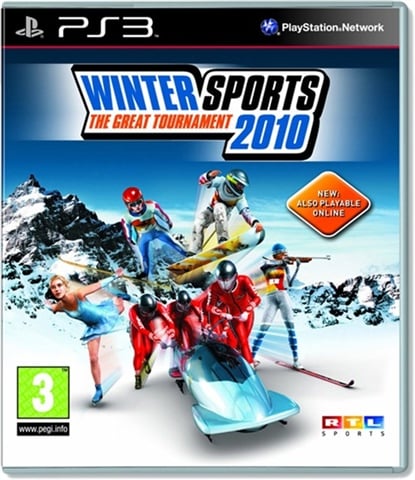 PS3
PlayStation®Network
WINTER SPORTS
THE GREAT TOURNAMENT 2010
NEW:
ALSO PLAYABLE
ONLINE
3
www.pegi.info
RTL
SPORTS